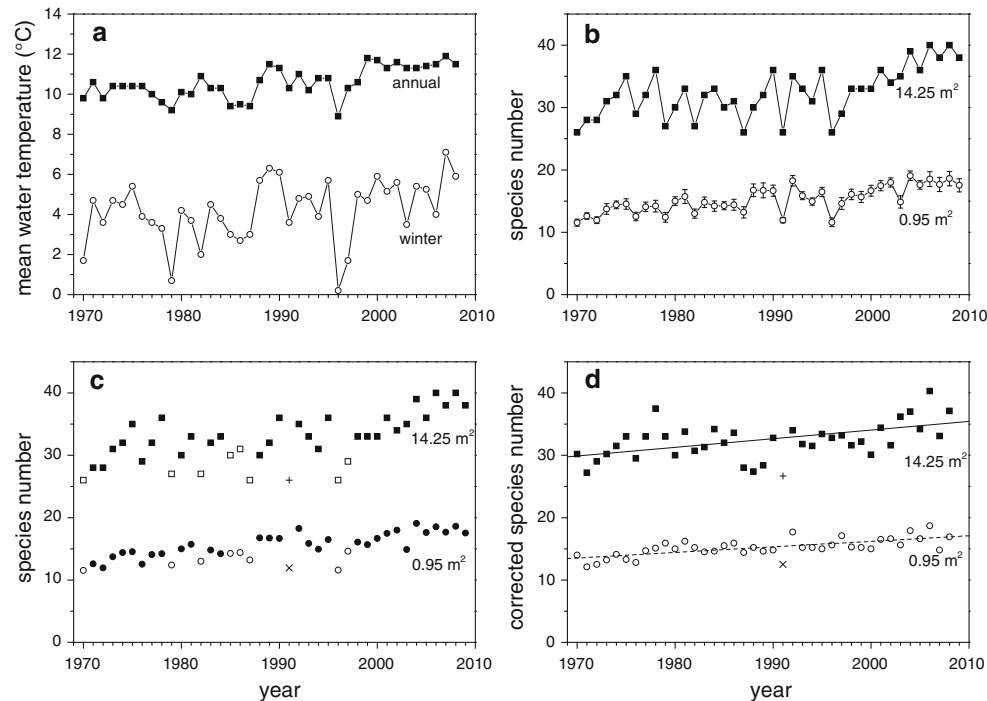 a
mean water temperature (°C)
14
12
10
8
6
4
2
0
annual
winter
1970
1980
1990
2000
2010
b
species number
40
30
20
10
0
14.25 m²
0.95 m²
1970
1980
1990
2000
2010
c
species number
40
30
20
10
0
14.25 m²
0.95 m²
1970
1980
1990
2000
2010
year
d
corrected species number
40
30
20
10
0
14.25 m²
0.95 m²
1970
1980
1990
2000
2010
year